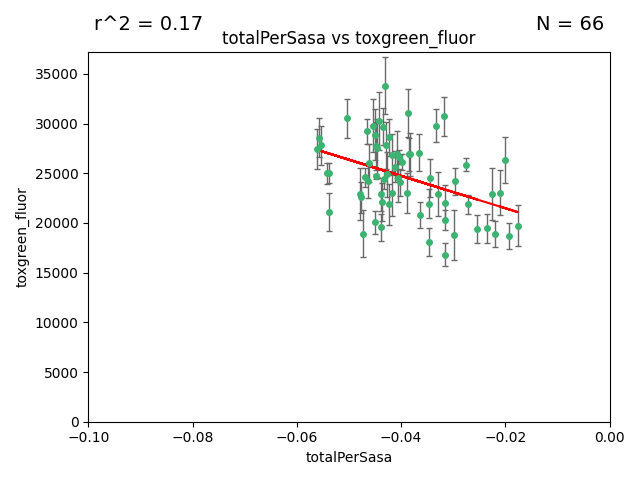 r^2 = 0.17
N = 66
totalPerSasa vs toxgreen_fluor
35000
30000
25000
20000
15000
10000
5000
0
toxgreen_fluor
−0.10
−0.08
−0.06
−0.04
−0.02
0.00
totalPerSasa